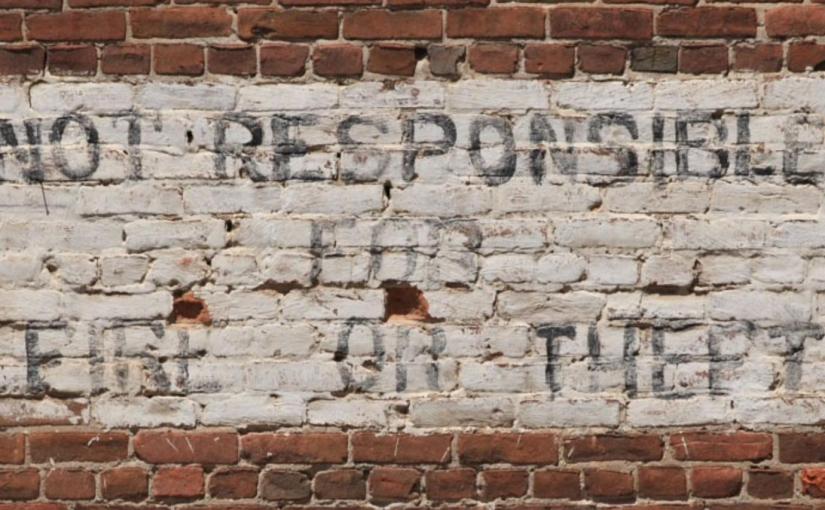 NOT RESPONSIBLE
FOR
FIRE OR THEFT